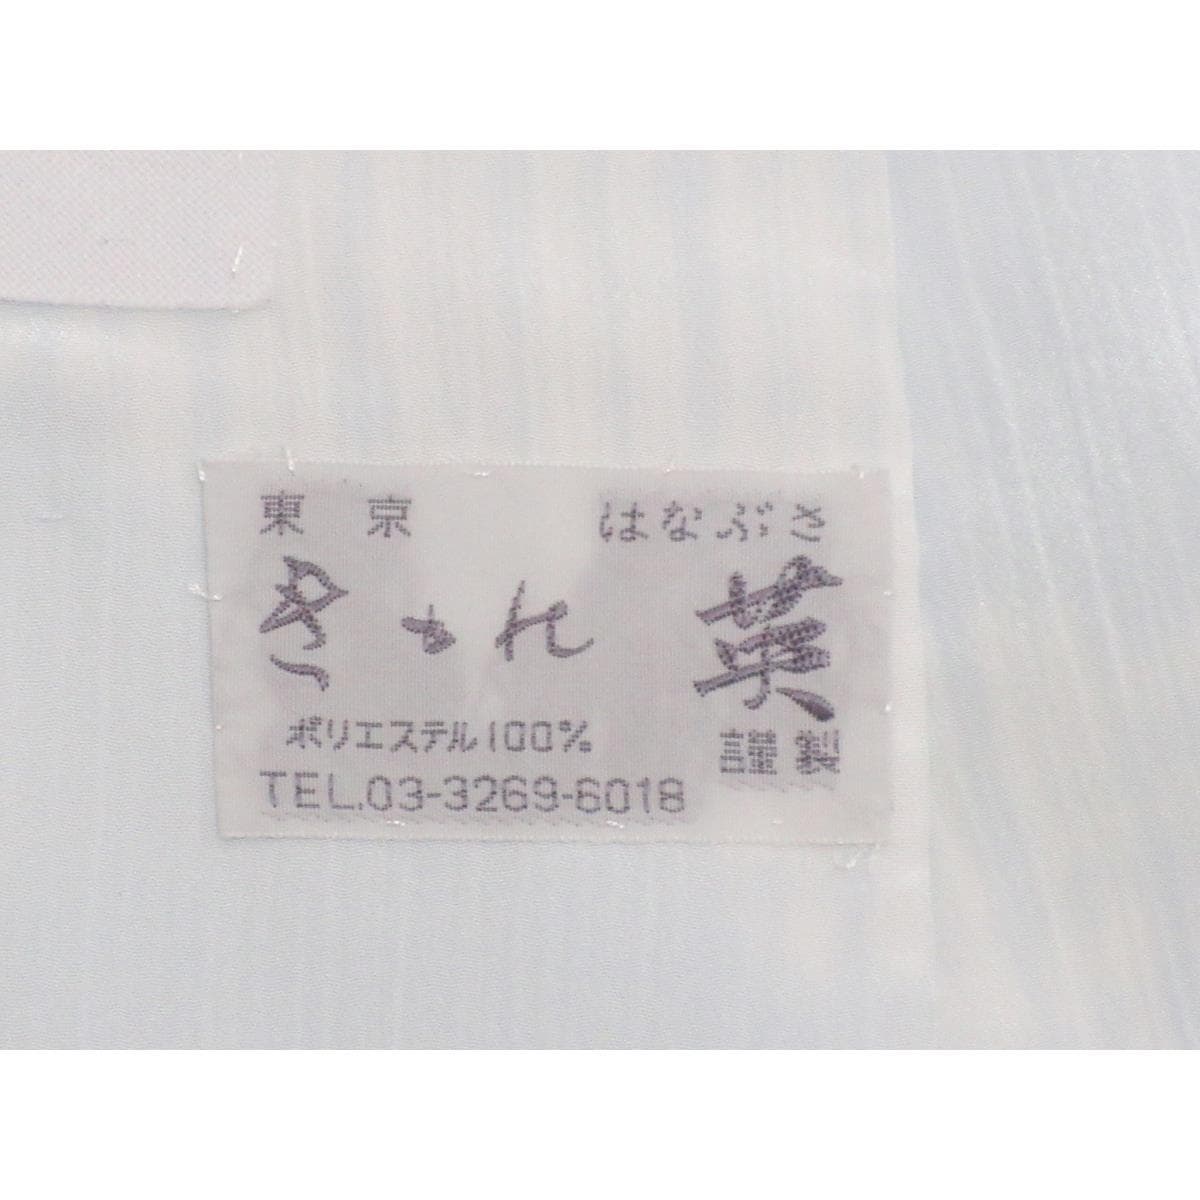 東京 はなぶさ
きもの 英
ポリエステル100% 謹製
TEL.03-3269-6018